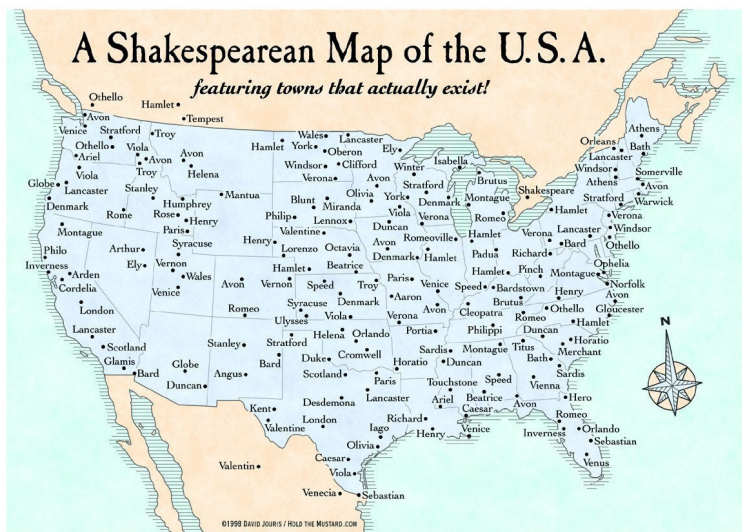 A Shakespearean Map of the U.S.A.
featuring towns that actually exist!
Othello
Hamlet
Tempest
Avon
Venice
Stratford
Troy
Othello
Viola
Ariel
Avon
Avon
Troy
Helena
Viola
Globe
Lancaster
Stanley
Denmark
Rome
Humphrey
Rose
Henry
Mantua
Montague
Paris
Syracuse
Philo
Arthur
Inverness
Arden
Ely
Vernon
Cordelia
Wales
Venice
London
Lancaster
Scotland
Glamis
Bard
Globe
Duncan
Wales
Lancaster
Hamlet
York
Oberon
Ely
Windsor
Clifford
Winter
Verona
Avon
Isabella
Brutus
Blunt
Olivia
Stratford
Miranda
York
Denmark
Montague
Philip
Lennox
Viola
Verona
Romeo
Valentine
Duncan
Henry
Lorenzo
Octavia
Avon
Romeoville
Hamlet
Denmark
Hamlet
Padua
Hamlet
Beatrice
Avon
Vernon
Speed
Troy
Paris
Venice
Speed
Bardstown
Hamlet
Pinch
Syracuse
Denmark
Aaron
Romeo
Ulysses
Viola
Verona
Avon
Cleopatra
Brutus
Stanley
Stratford
Helena
Orlando
Portia
Philippi
Cromwell
Bard
Duke
Sardis
Montague
Angus
Scotland
Horatio
Duncan
Paris
Lancaster
Touchstone
Speed
Kent
Desdemona
Ariel
Beatrice
Caesar
Valentine
London
Iago
Richard
Henry
Venice
Olivia
Caesar
Valentin
Viola
Venecia
Sebastian
Orleans
Athens
Lancaster
Bath
Windsor
Somerville
Athens
Avon
Shakespeare
Stratford
Warwick
Hamlet
Verona
Verona
Lancaster
Windsor
Bard
Richard
Othello
Ophelia
Montague
Norfolk
Henry
Avon
Romeo
Othello
Gloucester
Duncan
Hamlet
Titus
Horatio
Bath
Merchant
Sardis
Vienna
Avon
Hero
Romeo
Inverness
Orlando
Sebastian
Venus
N
©1998 DAVID JOURIS / HOLD THE MUSTARD.COM